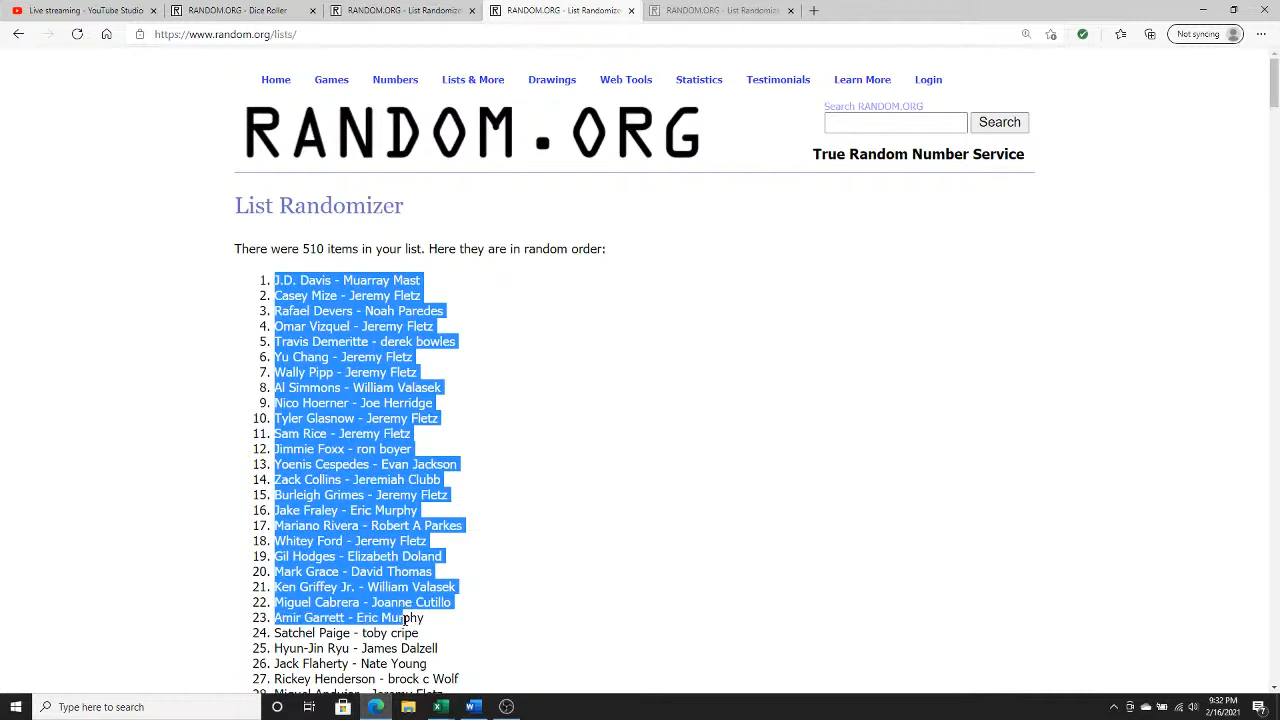 Live streaming - YouTube Studio
RANDOM.ORG - Dice Roller
RANDOM.ORG - List Randomizer
RANDOM.ORG - List Randomizer
RANDOM.ORG - List Randomizer
https://www.random.org/lists/
Not syncing
Home Games Numbers Lists & More Drawings Web Tools Statistics Testimonials Learn More Login
RANDOM.ORG
Search RANDOM.ORG
Search
True Random Number Service
List Randomizer
There were 510 items in your list. Here they are in random order:
1. J.D. Davis - Muarray Mast
2. Casey Mize - Jeremy Fletz
3. Rafael Devers - Noah Paredes
4. Omar Vizquel - Jeremy Fletz
5. Travis Demeritte - derek bowles
6. Yu Chang - Jeremy Fletz
7. Wally Pipp - Jeremy Fletz
8. Al Simmons - William Valasek
9. Nico Hoerner - Joe Herridge
10. Tyler Glasnow - Jeremy Fletz
11. Sam Rice - Jeremy Fletz
12. Jimmie Foxx - ron boyer
13. Yoenis Cespedes - Evan Jackson
14. Zack Collins - Jeremiah Clubb
15. Burleigh Grimes - Jeremy Fletz
16. Jake Fraley - Eric Murphy
17. Mariano Rivera - Robert A Parkes
18. Whitey Ford - Jeremy Fletz
19. Gil Hodges - Elizabeth Doland
20. Mark Grace - David Thomas
21. Ken Griffey Jr. - William Valasek
22. Miguel Cabrera - Joanne Cutillo
23. Amir Garrett - Eric Murphy
24. Satchel Paige - toby cripe
25. Hyun-Jin Ryu - James Dalzell
26. Jack Flaherty - Nate Young
27. Rickey Henderson - brock c Wolf
28. Miguel Andujar - Jeremy Fletz
Type here to search
9:32 PM
2/16/2021